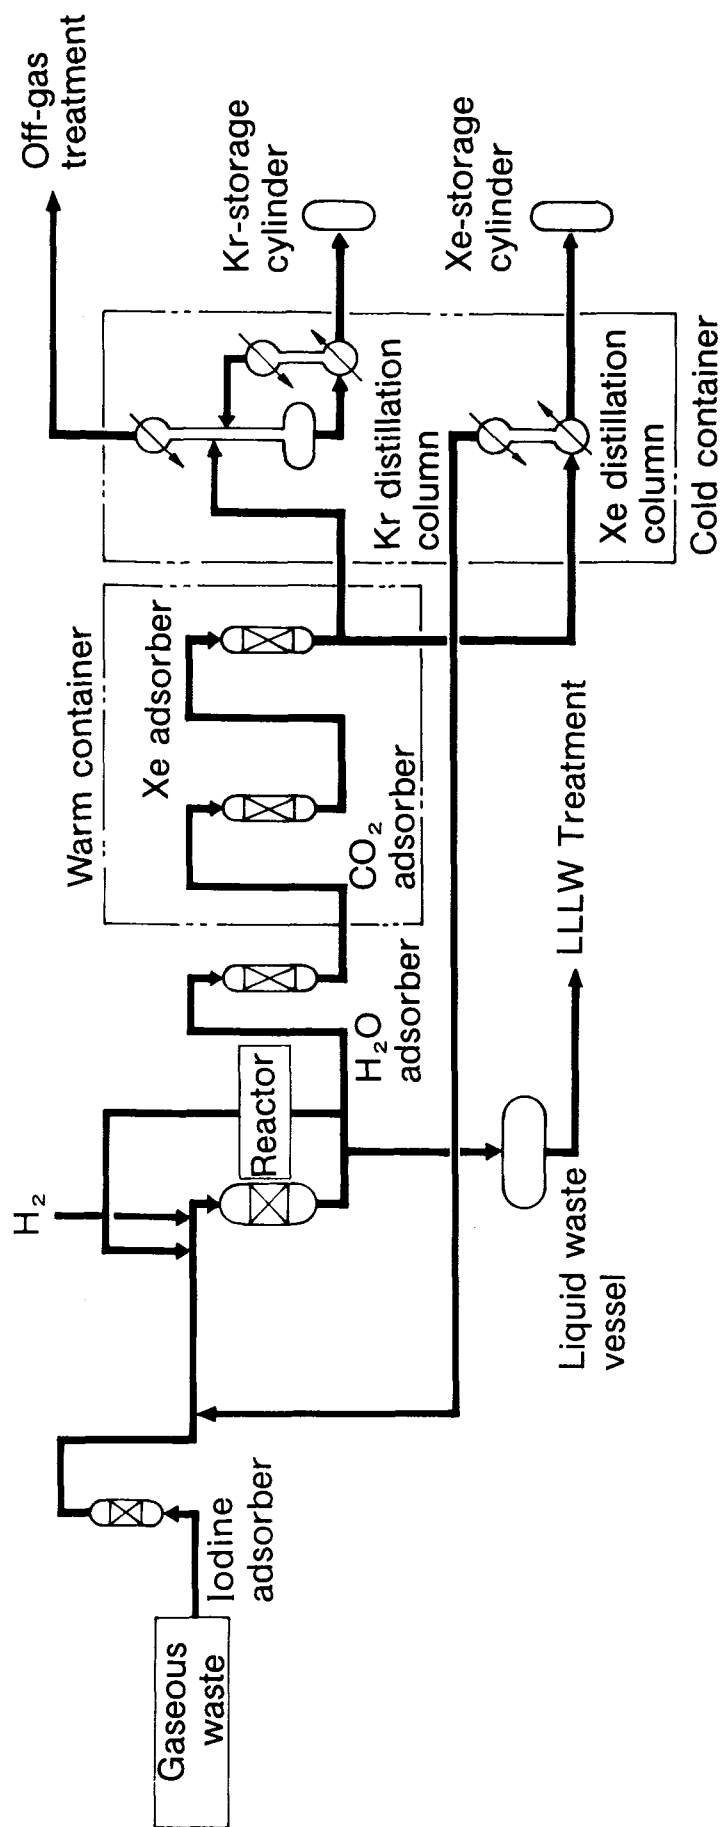 Gaseous
waste
Iodine
adsorber
H₂
Reactor
Liquid waste
vessel
LLLW Treatment
H₂O
adsorber
Warm container
CO₂
adsorber
Xe adsorber
Kr distillation
column
Xe distillation
column
Cold container
Off-gas
treatment
Kr-storage
cylinder
Xe-storage
cylinder